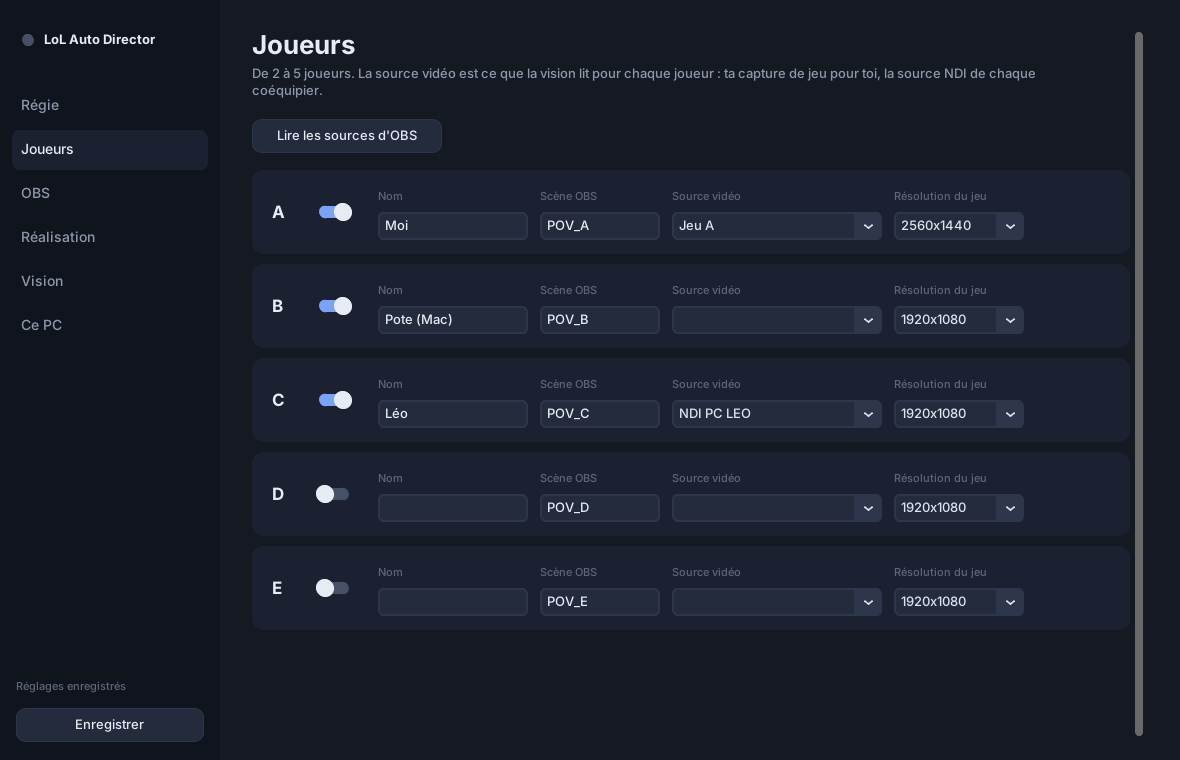 LoL Auto Director
Régie
Joueurs
OBS
Réalisation
Vision
Ce PC
Réglages enregistrés
Enregistrer
Joueurs
De 2 à 5 joueurs. La source vidéo est ce que la vision lit pour chaque joueur : ta capture de jeu pour toi, la source NDI de chaque
coéquipier.
Lire les sources d'OBS
A
Nom
Scène OBS
Source vidéo
Résolution du jeu
Moi
POV_A
Jeu A
2560x1440
B
Nom
Scène OBS
Source vidéo
Résolution du jeu
Pote (Mac)
POV_B
1920x1080
C
Nom
Scène OBS
Source vidéo
Résolution du jeu
Léo
POV_C
NDI PC LEO
1920x1080
D
Nom
Scène OBS
Source vidéo
Résolution du jeu
POV_D
1920x1080
E
Nom
Scène OBS
Source vidéo
Résolution du jeu
POV_E
1920x1080